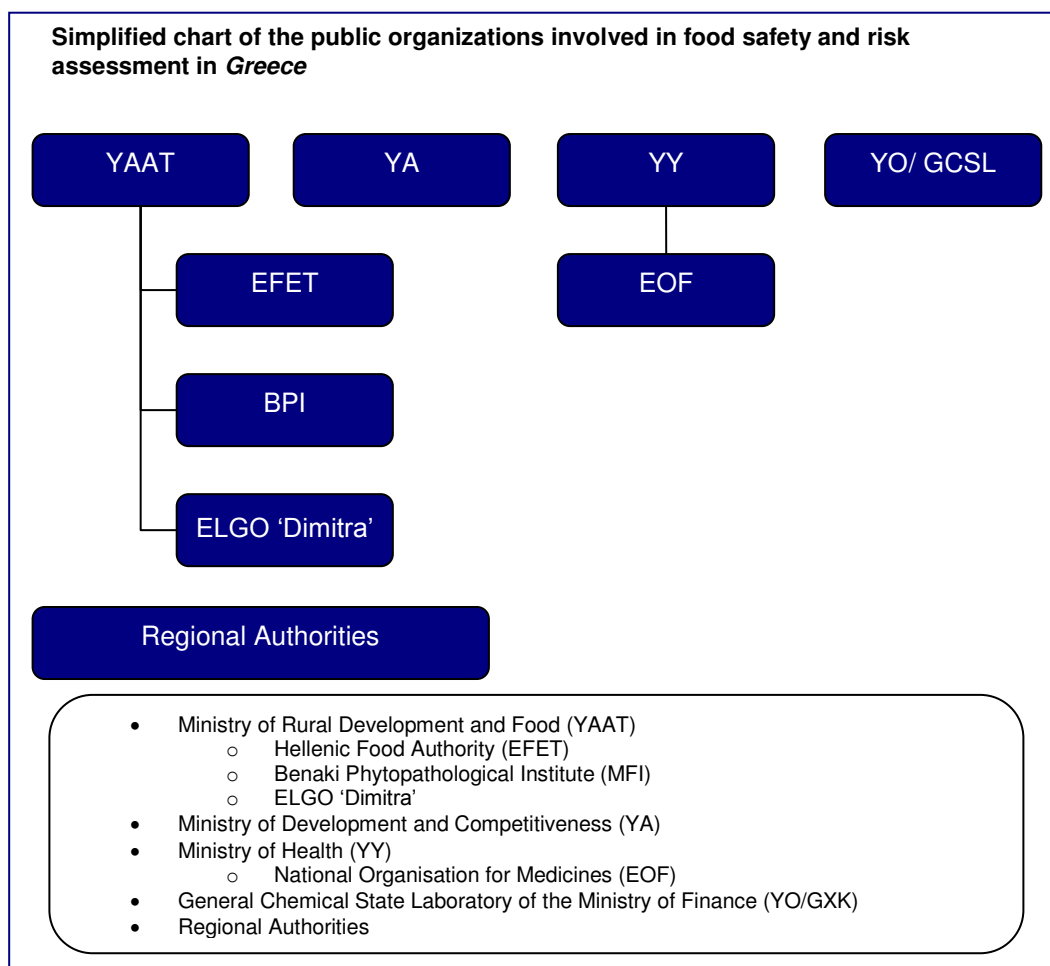 Simplified chart of the public organizations involved in food safety and risk
assessment in Greece
YAAT
YA
YY
YO/ GCSL
EFET
EOF
BPI
ELGO ‘Dimitra’
Regional Authorities
• Ministry of Rural Development and Food (YAAT)
o Hellenic Food Authority (EFET)
o Benaki Phytopathological Institute (MFI)
o ELGO ‘Dimitra’
• Ministry of Development and Competitiveness (YA)
• Ministry of Health (YY)
o National Organisation for Medicines (EOF)
• General Chemical State Laboratory of the Ministry of Finance (YO/GXK)
• Regional Authorities